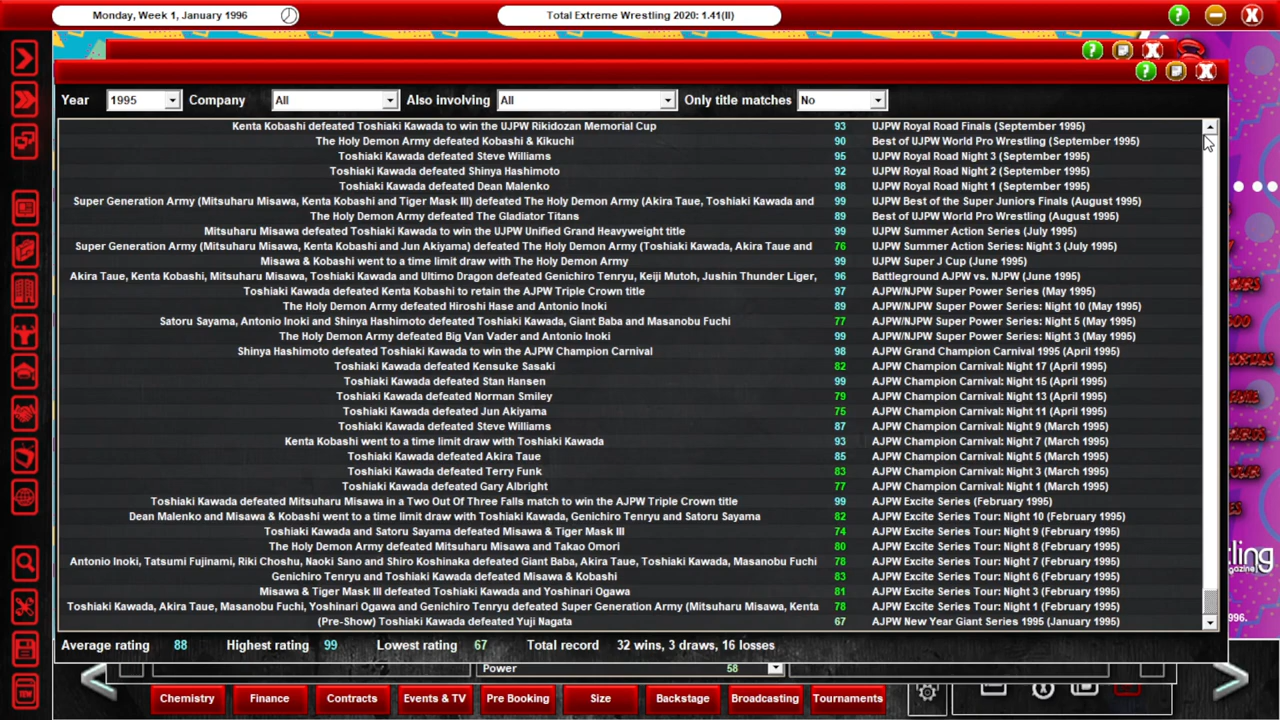 Monday, Week 1, January 1996
Total Extreme Wrestling 2020: 1.41(II)
Year 1995 Company All Also involving All Only title matches No
Kenta Kobashi defeated Toshiaki Kawada to win the UJPW Rikidozan Memorial Cup 93 UJPW Royal Road Finals (September 1995)
The Holy Demon Army defeated Kobashi & Kikuchi 90 Best of UJPW World Pro Wrestling (September 1995)
Toshiaki Kawada defeated Steve Williams 95 UJPW Royal Road Night 3 (September 1995)
Toshiaki Kawada defeated Shinya Hashimoto 92 UJPW Royal Road Night 2 (September 1995)
Toshiaki Kawada defeated Dean Malenko 98 UJPW Royal Road Night 1 (September 1995)
Super Generation Army (Mitsuharu Misawa, Kenta Kobashi and Tiger Mask III) defeated The Holy Demon Army (Akira Taue, Toshiaki Kawada and 99 UJPW Best of the Super Juniors Finals (August 1995)
The Holy Demon Army defeated The Gladiator Titans 89 Best of UJPW World Pro Wrestling (August 1995)
Mitsuharu Misawa defeated Toshiaki Kawada to win the UJPW Unified Grand Heavyweight title 99 UJPW Summer Action Series (July 1995)
Super Generation Army (Mitsuharu Misawa, Kenta Kobashi and Jun Akiyama) defeated The Holy Demon Army (Toshiaki Kawada, Akira Taue and 76 UJPW Summer Action Series: Night 3 (July 1995)
Misawa & Kobashi went to a time limit draw with The Holy Demon Army 99 UJPW Super J Cup (June 1995)
Akira Taue, Kenta Kobashi, Mitsuharu Misawa, Toshiaki Kawada and Ultimo Dragon defeated Genichiro Tenryu, Keiji Mutoh, Jushin Thunder Liger, 96 Battleground AJPW vs. NJPW (June 1995)
Toshiaki Kawada defeated Kenta Kobashi to retain the AJPW Triple Crown title 97 AJPW/NJPW Super Power Series (May 1995)
The Holy Demon Army defeated Hiroshi Hase and Antonio Inoki 89 AJPW/NJPW Super Power Series: Night 10 (May 1995)
Satoru Sayama, Antonio Inoki and Shinya Hashimoto defeated Toshiaki Kawada, Giant Baba and Masanobu Fuchi 77 AJPW/NJPW Super Power Series: Night 5 (May 1995)
The Holy Demon Army defeated Big Van Vader and Antonio Inoki 99 AJPW/NJPW Super Power Series: Night 3 (May 1995)
Shinya Hashimoto defeated Toshiaki Kawada to win the AJPW Champion Carnival 98 AJPW Grand Champion Carnival 1995 (April 1995)
Toshiaki Kawada defeated Kensuke Sasaki 82 AJPW Champion Carnival: Night 17 (April 1995)
Toshiaki Kawada defeated Stan Hansen 99 AJPW Champion Carnival: Night 15 (April 1995)
Toshiaki Kawada defeated Norman Smiley 79 AJPW Champion Carnival: Night 13 (April 1995)
Toshiaki Kawada defeated Jun Akiyama 75 AJPW Champion Carnival: Night 11 (April 1995)
Toshiaki Kawada defeated Steve Williams 87 AJPW Champion Carnival: Night 9 (March 1995)
Kenta Kobashi went to a time limit draw with Toshiaki Kawada 93 AJPW Champion Carnival: Night 7 (March 1995)
Toshiaki Kawada defeated Akira Taue 85 AJPW Champion Carnival: Night 5 (March 1995)
Toshiaki Kawada defeated Terry Funk 83 AJPW Champion Carnival: Night 3 (March 1995)
Toshiaki Kawada defeated Gary Albright 77 AJPW Champion Carnival: Night 1 (March 1995)
Toshiaki Kawada defeated Mitsuharu Misawa in a Two Out Of Three Falls match to win the AJPW Triple Crown title 99 AJPW Excite Series (February 1995)
Dean Malenko and Misawa & Kobashi went to a time limit draw with Toshiaki Kawada, Genichiro Tenryu and Satoru Sayama 82 AJPW Excite Series Tour: Night 10 (February 1995)
Toshiaki Kawada and Satoru Sayama defeated Misawa & Tiger Mask III 74 AJPW Excite Series Tour: Night 9 (February 1995)
The Holy Demon Army defeated Mitsuharu Misawa and Takao Omori 80 AJPW Excite Series Tour: Night 8 (February 1995)
Antonio Inoki, Tatsumi Fujinami, Riki Choshu, Naoki Sano and Shiro Koshinaka defeated Giant Baba, Akira Taue, Toshiaki Kawada, Masanobu Fuchi 78 AJPW Excite Series Tour: Night 7 (February 1995)
Genichiro Tenryu and Toshiaki Kawada defeated Misawa & Kobashi 83 AJPW Excite Series Tour: Night 6 (February 1995)
Misawa & Tiger Mask III defeated Toshiaki Kawada and Yoshinari Ogawa 81 AJPW Excite Series Tour: Night 3 (February 1995)
Toshiaki Kawada, Akira Taue, Masanobu Fuchi, Yoshinari Ogawa and Genichiro Tenryu defeated Super Generation Army (Mitsuharu Misawa, Kenta 78 AJPW Excite Series Tour: Night 1 (February 1995)
(Pre-Show) Toshiaki Kawada defeated Yuji Nagata 67 AJPW New Year Giant Series 1995 (January 1995)
Average rating 88 Highest rating 99 Lowest rating 67 Total record 32 wins, 3 draws, 16 losses
Power 58
Chemistry Finance Contracts Events & TV Pre Booking Size Backstage Broadcasting Tournaments
TEW
996.